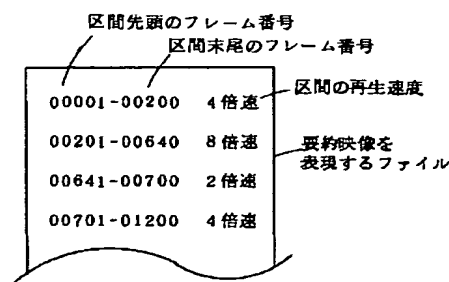 区間先頭のフレーム番号
区間末尾のフレーム番号
00001-00200 4倍速
区間の再生速度
00201-00640 8倍速
要約映像を
表現するファイル
00641-00700 2倍速
00701-01200 4倍速